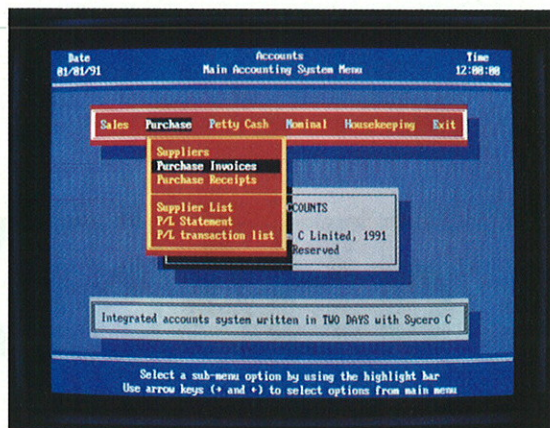 Date Accounts Time
01/01/91 Main Accounting System Menu 12:00:00
Sales Purchase Petty Cash Nominal Housekeeping Exit
Suppliers
Purchase Invoices
Purchase Receipts
Supplier List
P/L Statement
P/L transaction list
COUNTS
C Limited, 1991
Reserved
Integrated accounts system written in TWO DAYS with Sycero C
Select a sub-menu option by using the highlight bar
Use arrow keys (→ and ←) to select options from main menu